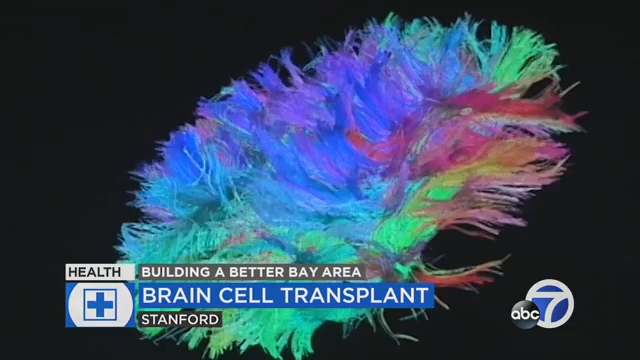 HEALTH
BUILDING A BETTER BAY AREA
BRAIN CELL TRANSPLANT
STANFORD
abc 7